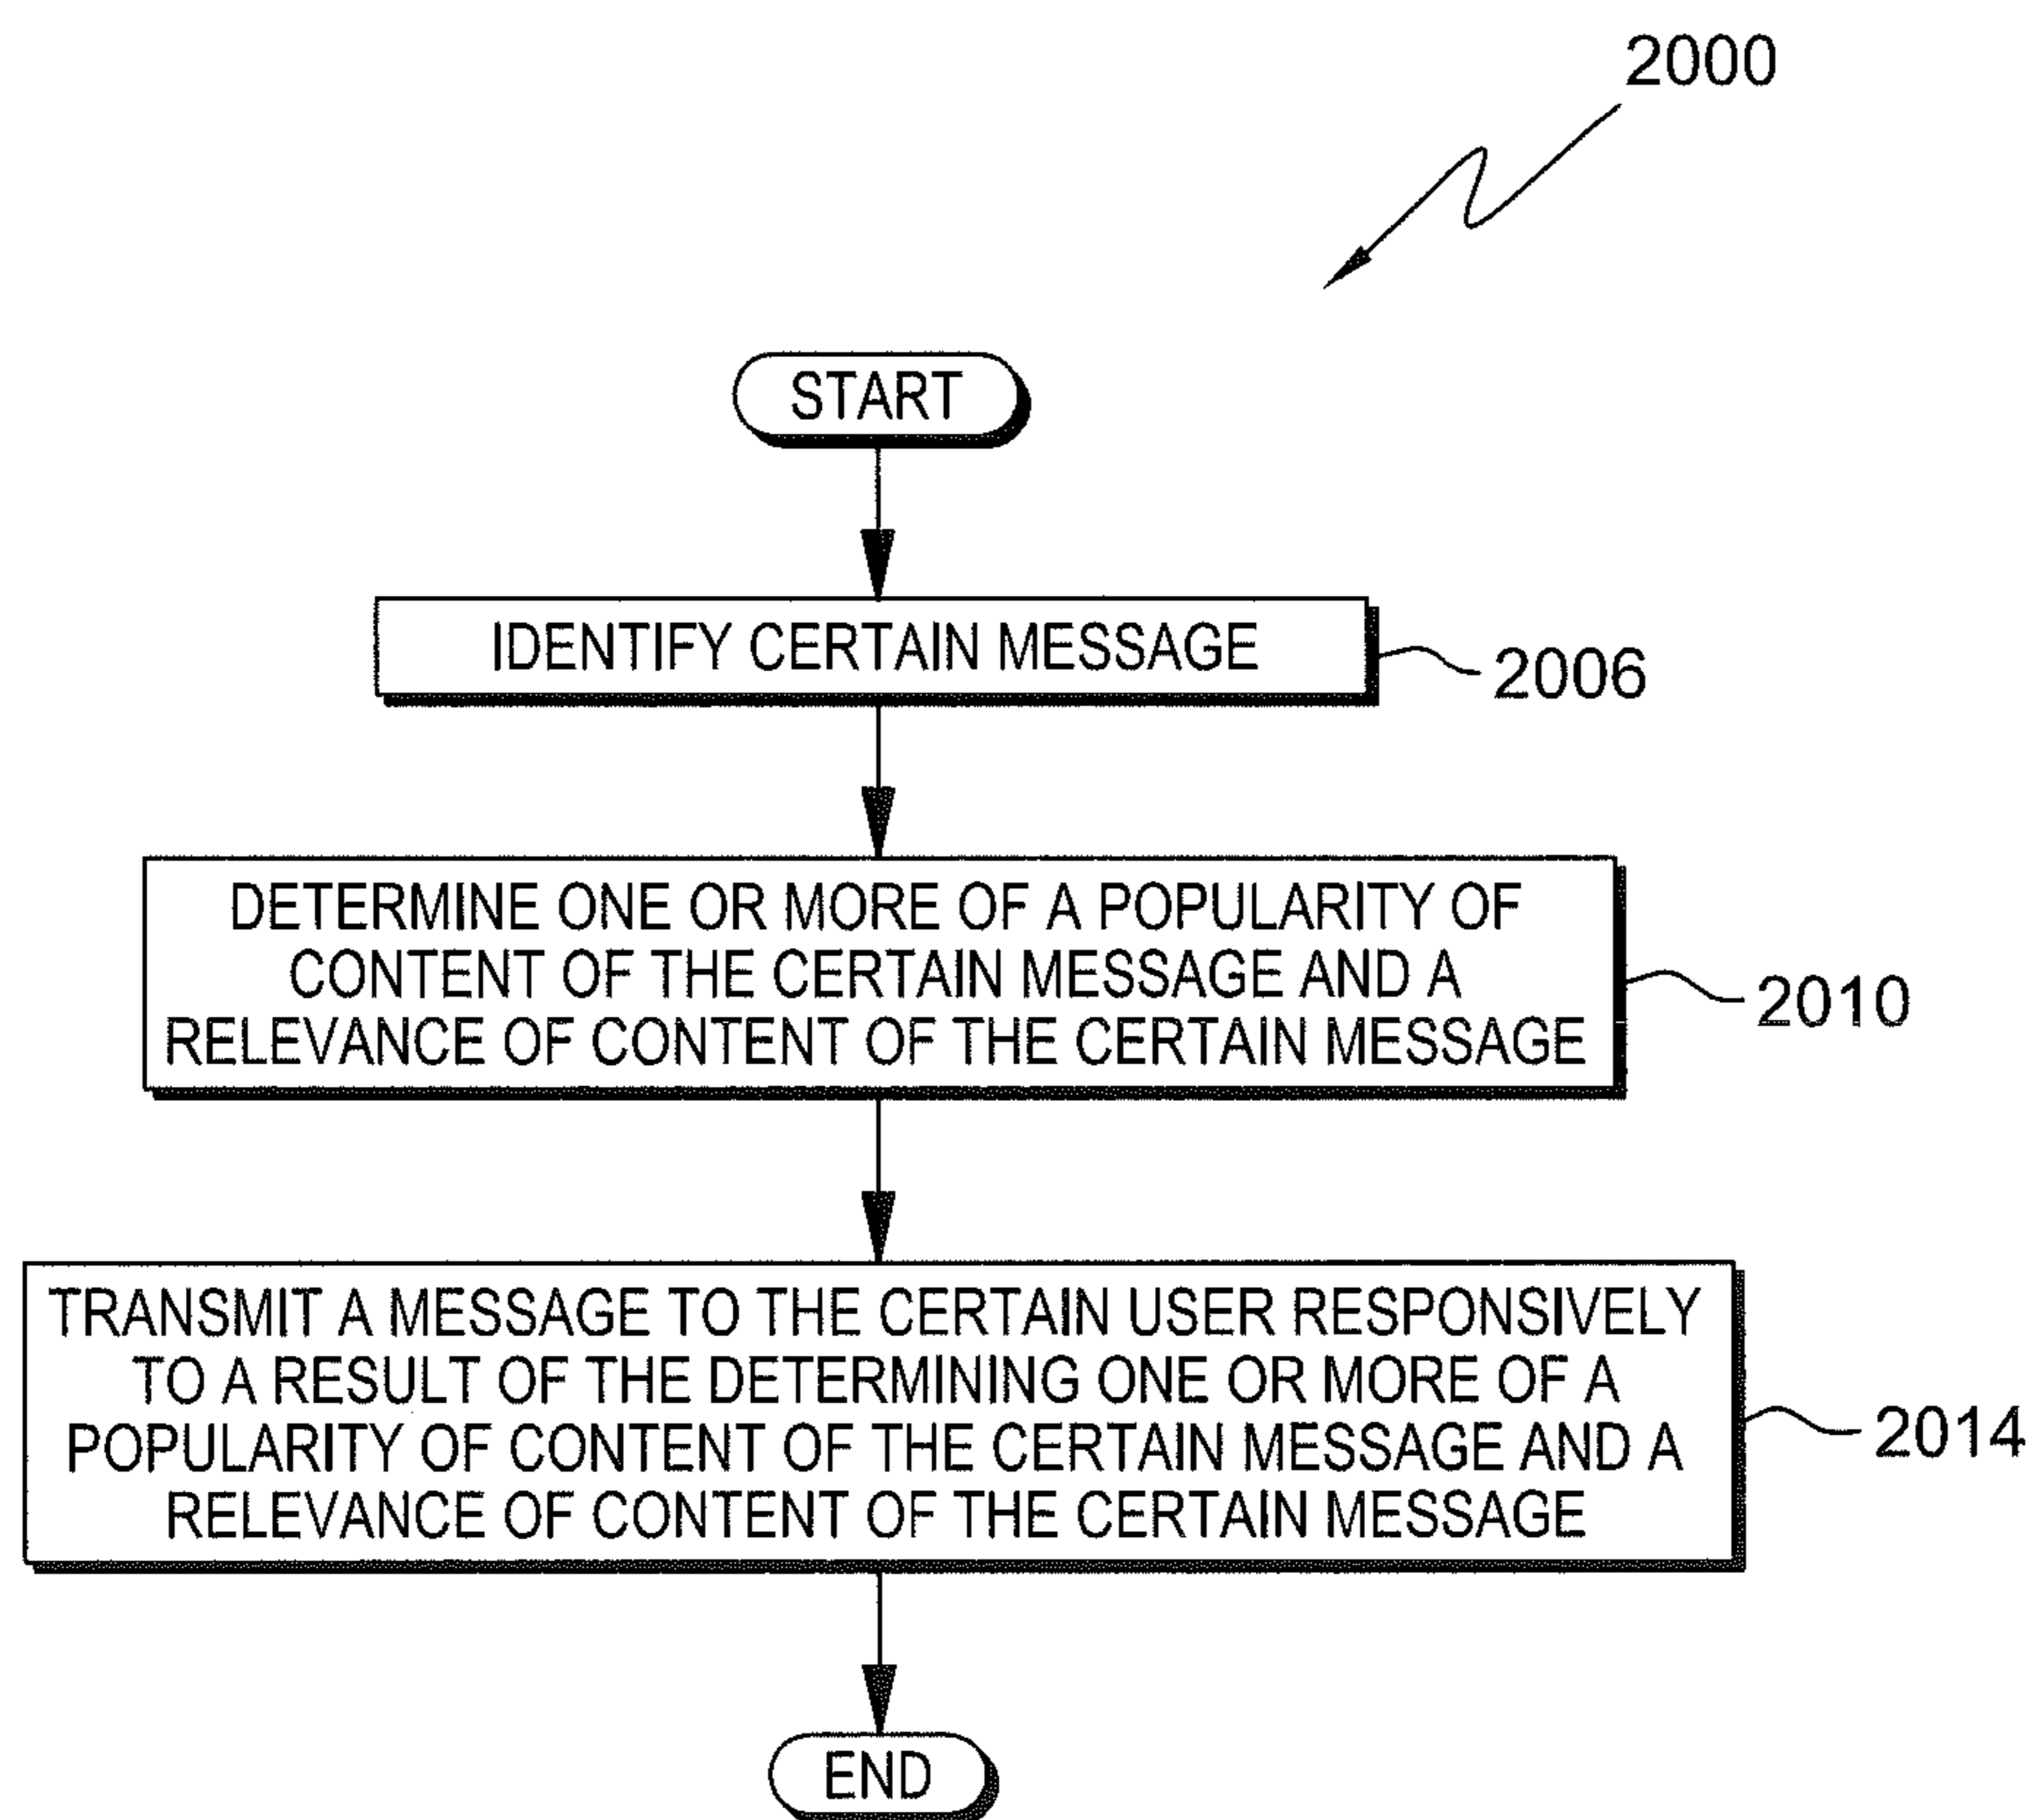 2000
START
IDENTIFY CERTAIN MESSAGE
2006
DETERMINE ONE OR MORE OF A POPULARITY OF
CONTENT OF THE CERTAIN MESSAGE AND A
RELEVANCE OF CONTENT OF THE CERTAIN MESSAGE
2010
TRANSMIT A MESSAGE TO THE CERTAIN USER RESPONSIVELY
TO A RESULT OF THE DETERMINING ONE OR MORE OF A
POPULARITY OF CONTENT OF THE CERTAIN MESSAGE AND A
RELEVANCE OF CONTENT OF THE CERTAIN MESSAGE
2014
END